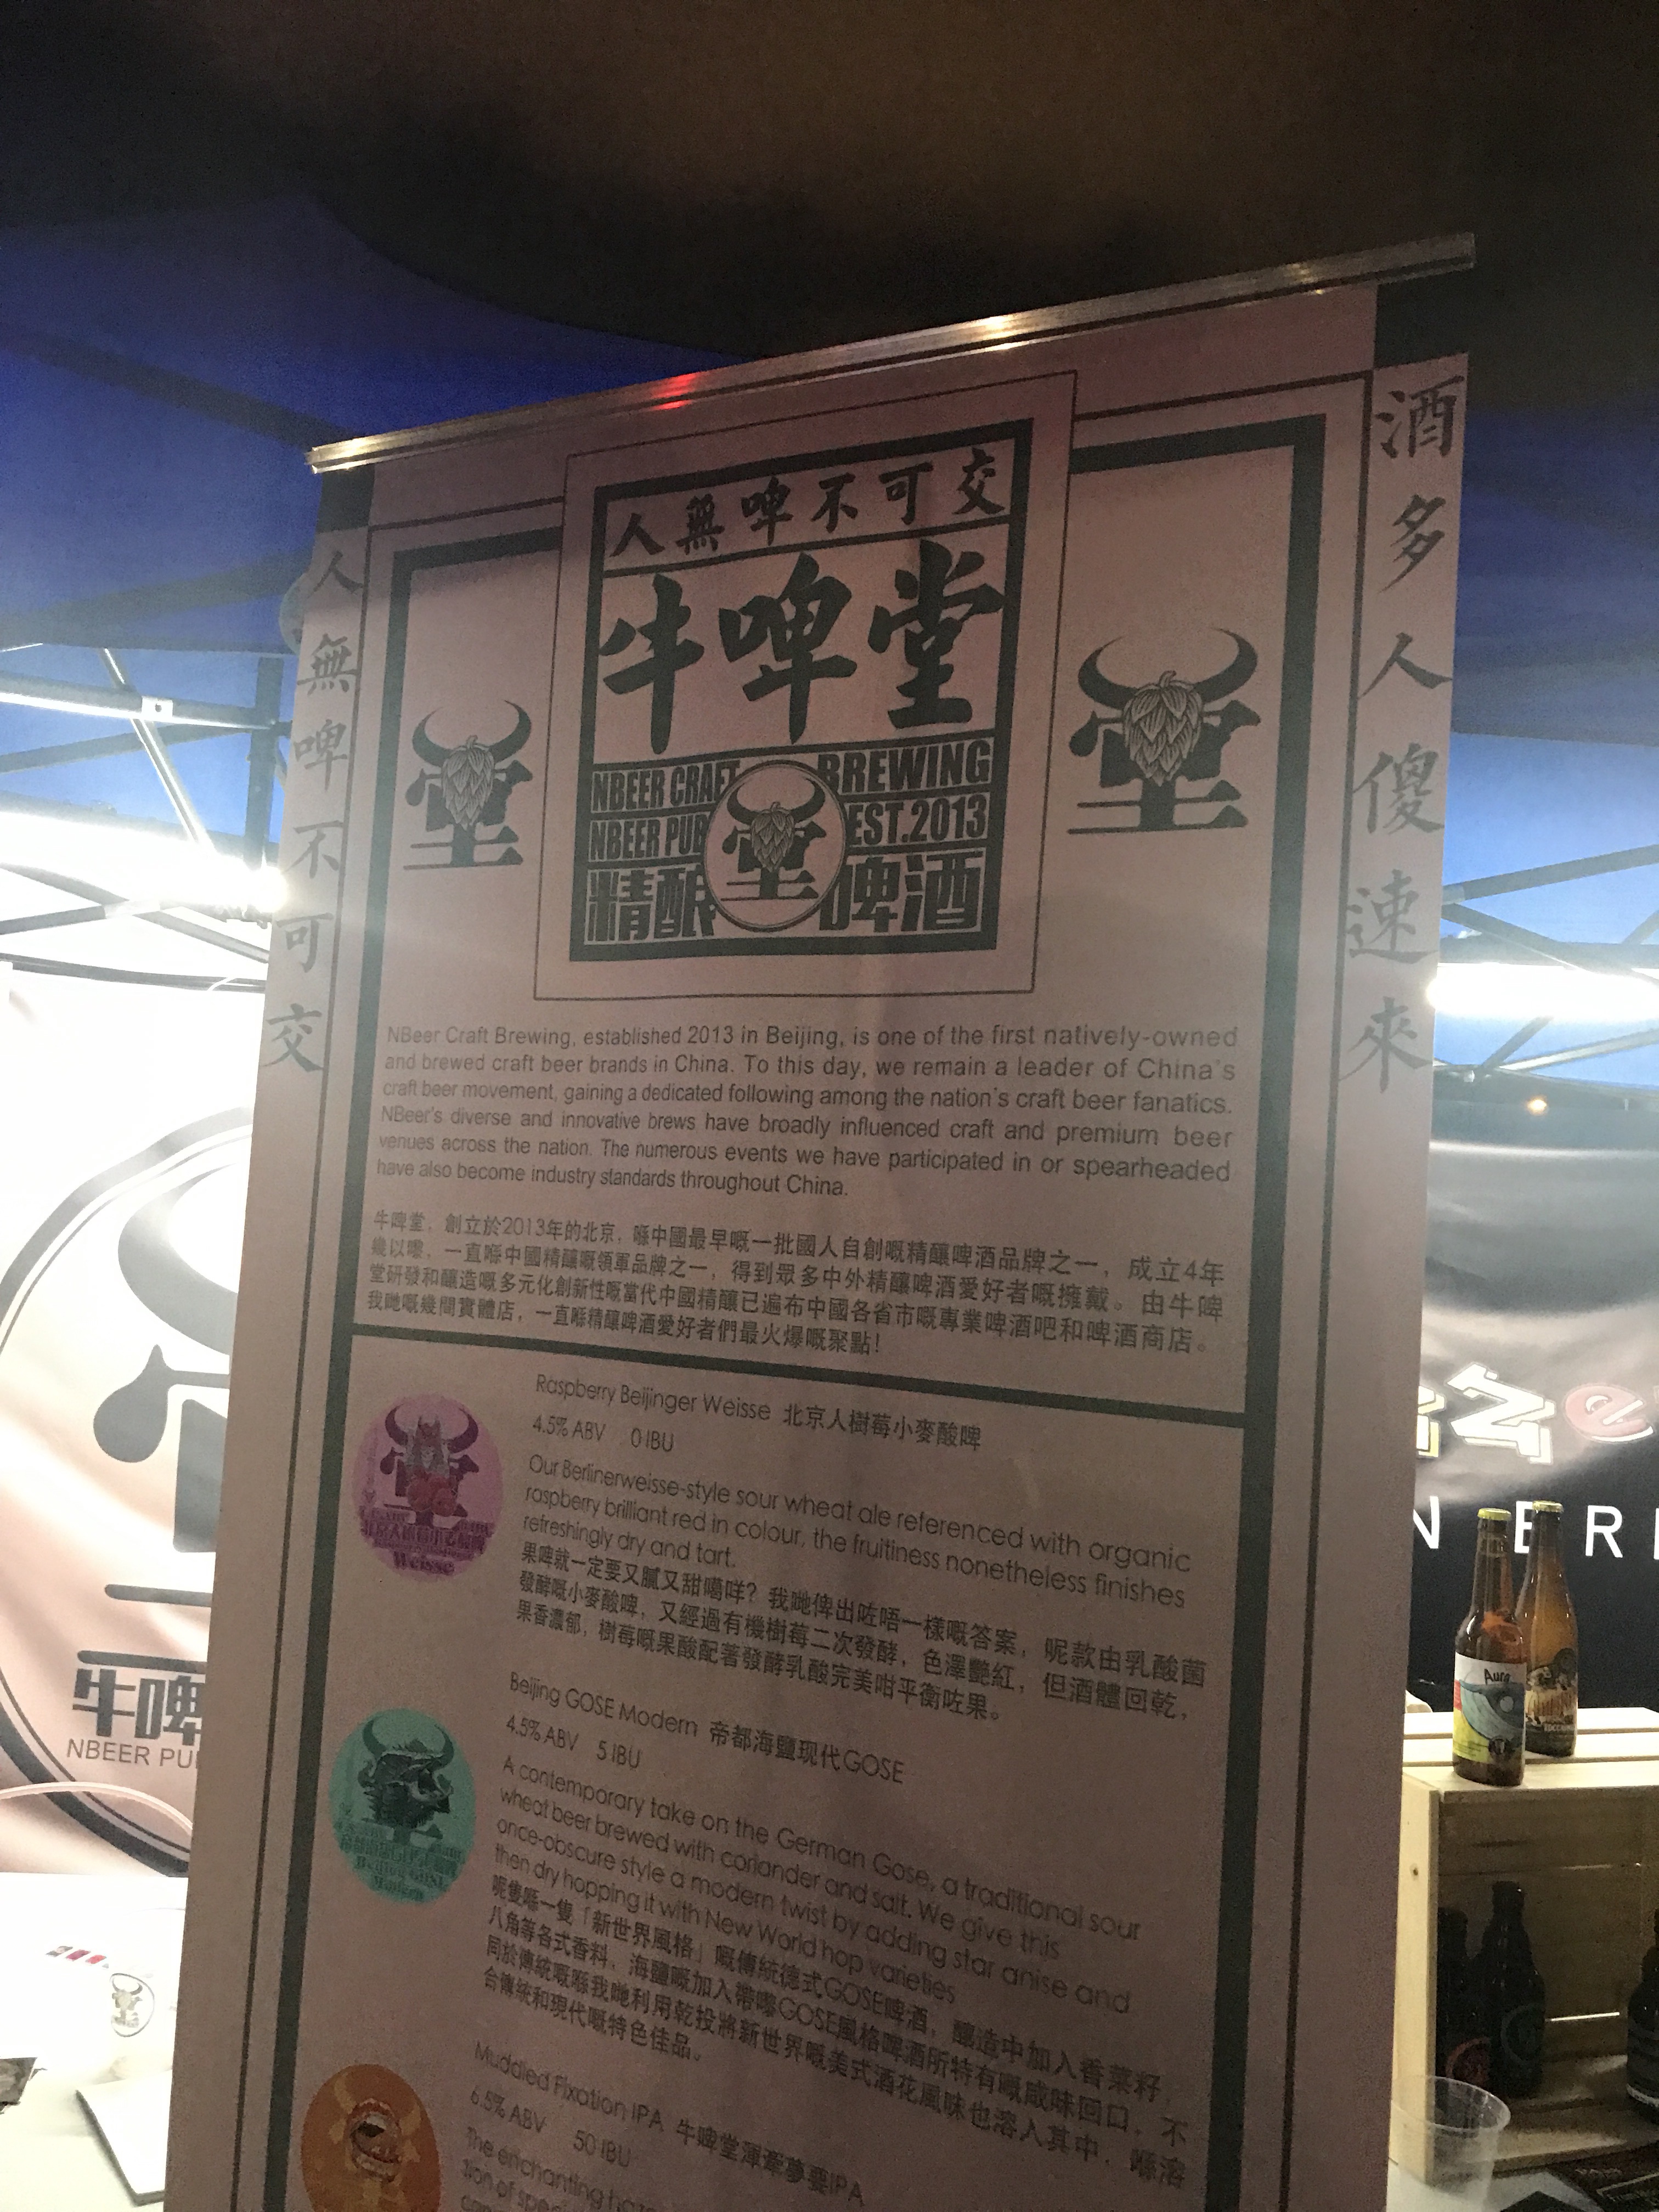 人無啤不可交
牛啤堂
NBEER CRAFT BREWING
NBEER PUB EST.2013
精酿 啤酒
人無啤不可交
酒多人傻速來
NBeer Craft Brewing, established 2013 in Beijing, is one of the first natively-owned
and brewed craft beer brands in China. To this day, we remain a leader of China's
craft beer movement, gaining a dedicated following among the nation's craft beer fanatics.
NBeer's diverse and innovative brews have broadly influenced craft and premium beer
venues across the nation. The numerous events we have participated in or spearheaded
have also become industry standards throughout China.
牛啤堂，創立於2013年的北京，喺中國最早嘅一批國人自創嘅精釀啤酒品牌之一，成立4年
幾以嚟，一直喺中國精釀嘅領軍品牌之一，得到眾多中外精釀啤酒愛好者嘅擁戴。由牛啤
堂研發和釀造嘅多元化創新性嘅當代中國精釀已遍布中國各省市嘅專業啤酒吧和啤酒商店。
我哋嘅幾間實體店，一直喺精釀啤酒愛好者們最火爆嘅聚點！
Raspberry Beijinger Weisse 北京人樹莓小麥酸啤
4.5% ABV 0 IBU
Our Berlinerweisse-style sour wheat ale referenced with organic
raspberry brilliant red in colour, the fruitiness nonetheless finishes
refreshingly dry and tart.
果啤就一定要又膩又甜噶咩？我哋俾出咗唔一樣嘅答案，呢款由乳酸菌
發酵嘅小麥酸啤，又經過有機樹莓二次發酵，色澤艷紅，但酒體回乾，
果香濃郁，樹莓嘅果酸配著發酵乳酸完美咁平衡咗果。
Weisse
Beijing GOSE Modern 帝都海鹽现代GOSE
4.5% ABV 5 IBU
A contemporary take on the German Gose, a traditional sour
wheat beer brewed with coriander and salt. We give this
once-obscure style a modern twist by adding star anise and
then dry hopping it with New World hop varieties
呢隻喺一隻「新世界風格」嘅傳統德式GOSE啤酒，釀造中加入香菜籽，
八角等各式香料，海鹽嘅加入帶嚟GOSE風格啤酒所特有嘅咸味回口，不
同於傳統嘅喺我哋利用乾投將新世界嘅美式酒花風味也溶入其中，喺溶
合傳統和現代嘅特色佳品。
Muddled Fixation IPA 牛啤堂渾牽夢要IPA
6.5% ABV 50 IBU
The enchanting
tion of
牛啤
NBEER PU
Aura